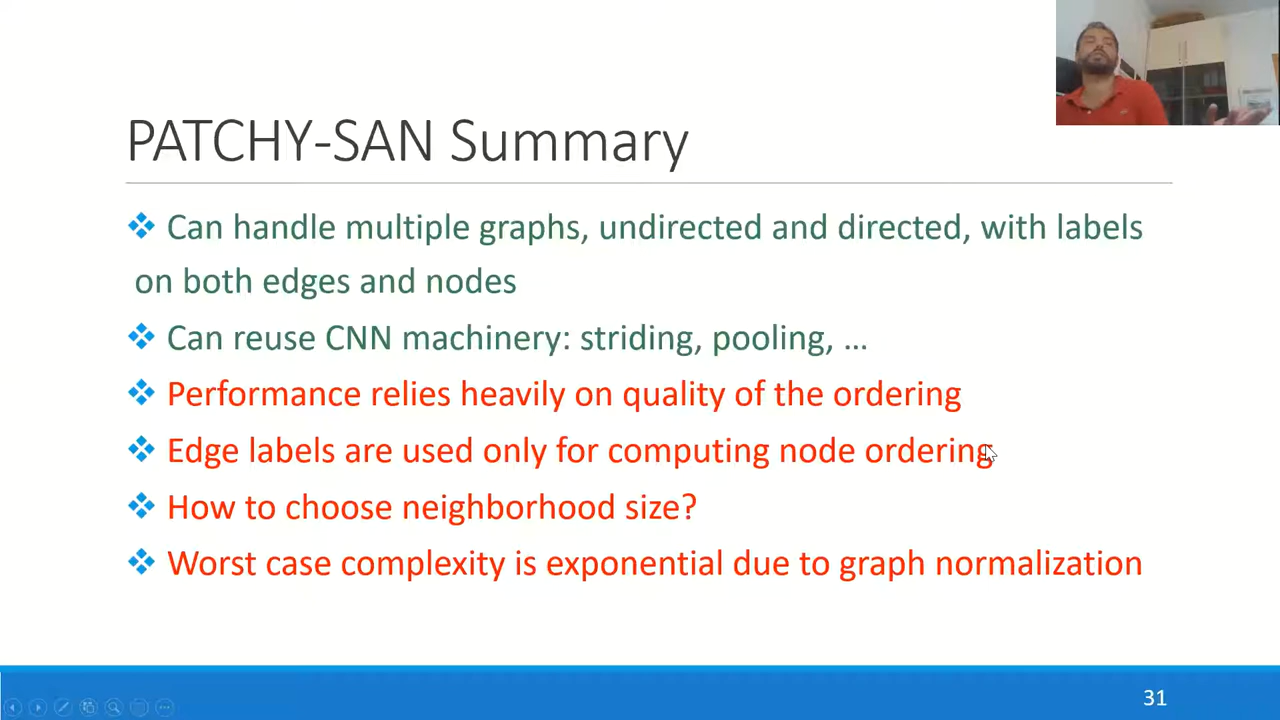 PATCHY-SAN Summary
❖ Can handle multiple graphs, undirected and directed, with labels
on both edges and nodes
❖ Can reuse CNN machinery: striding, pooling, …
❖ Performance relies heavily on quality of the ordering
❖ Edge labels are used only for computing node ordering
❖ How to choose neighborhood size?
❖ Worst case complexity is exponential due to graph normalization
31